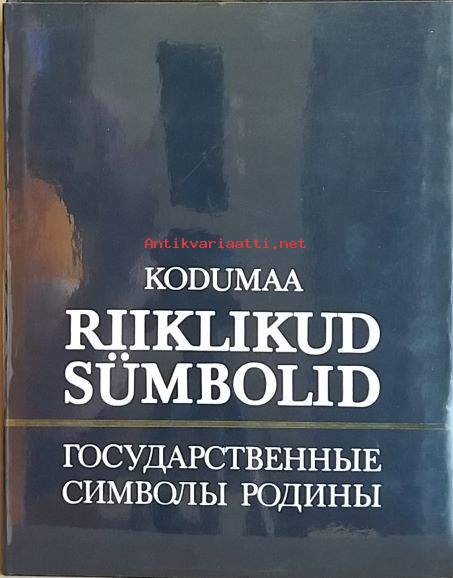 Antikvariaatti.net
KODUMAA
RIIKLIKUD
SÜMBOLID
ГОСУДАРСТВЕННЫЕ
СИМВОЛЫ РОДИНЫ